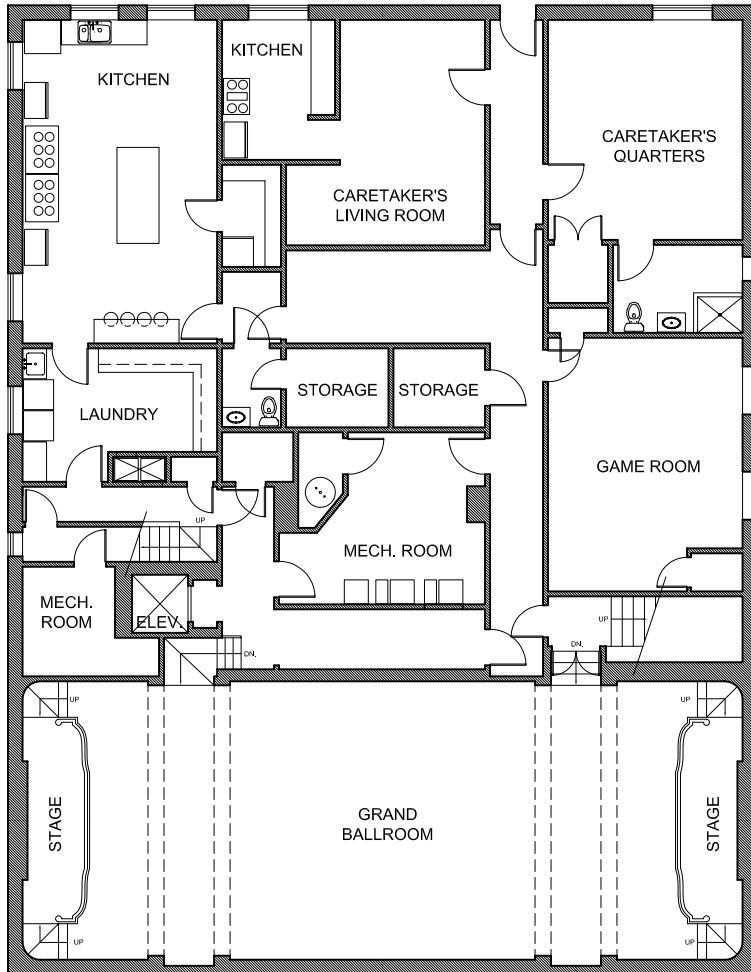 KITCHEN
KITCHEN
CARETAKER'S
QUARTERS
CARETAKER'S
LIVING ROOM
STORAGE
STORAGE
LAUNDRY
GAME ROOM
UP
MECH. ROOM
MECH.
ROOM
ELEV.
UP
DN.
DN.
UP
UP
STAGE
GRAND
BALLROOM
STAGE
UP
UP